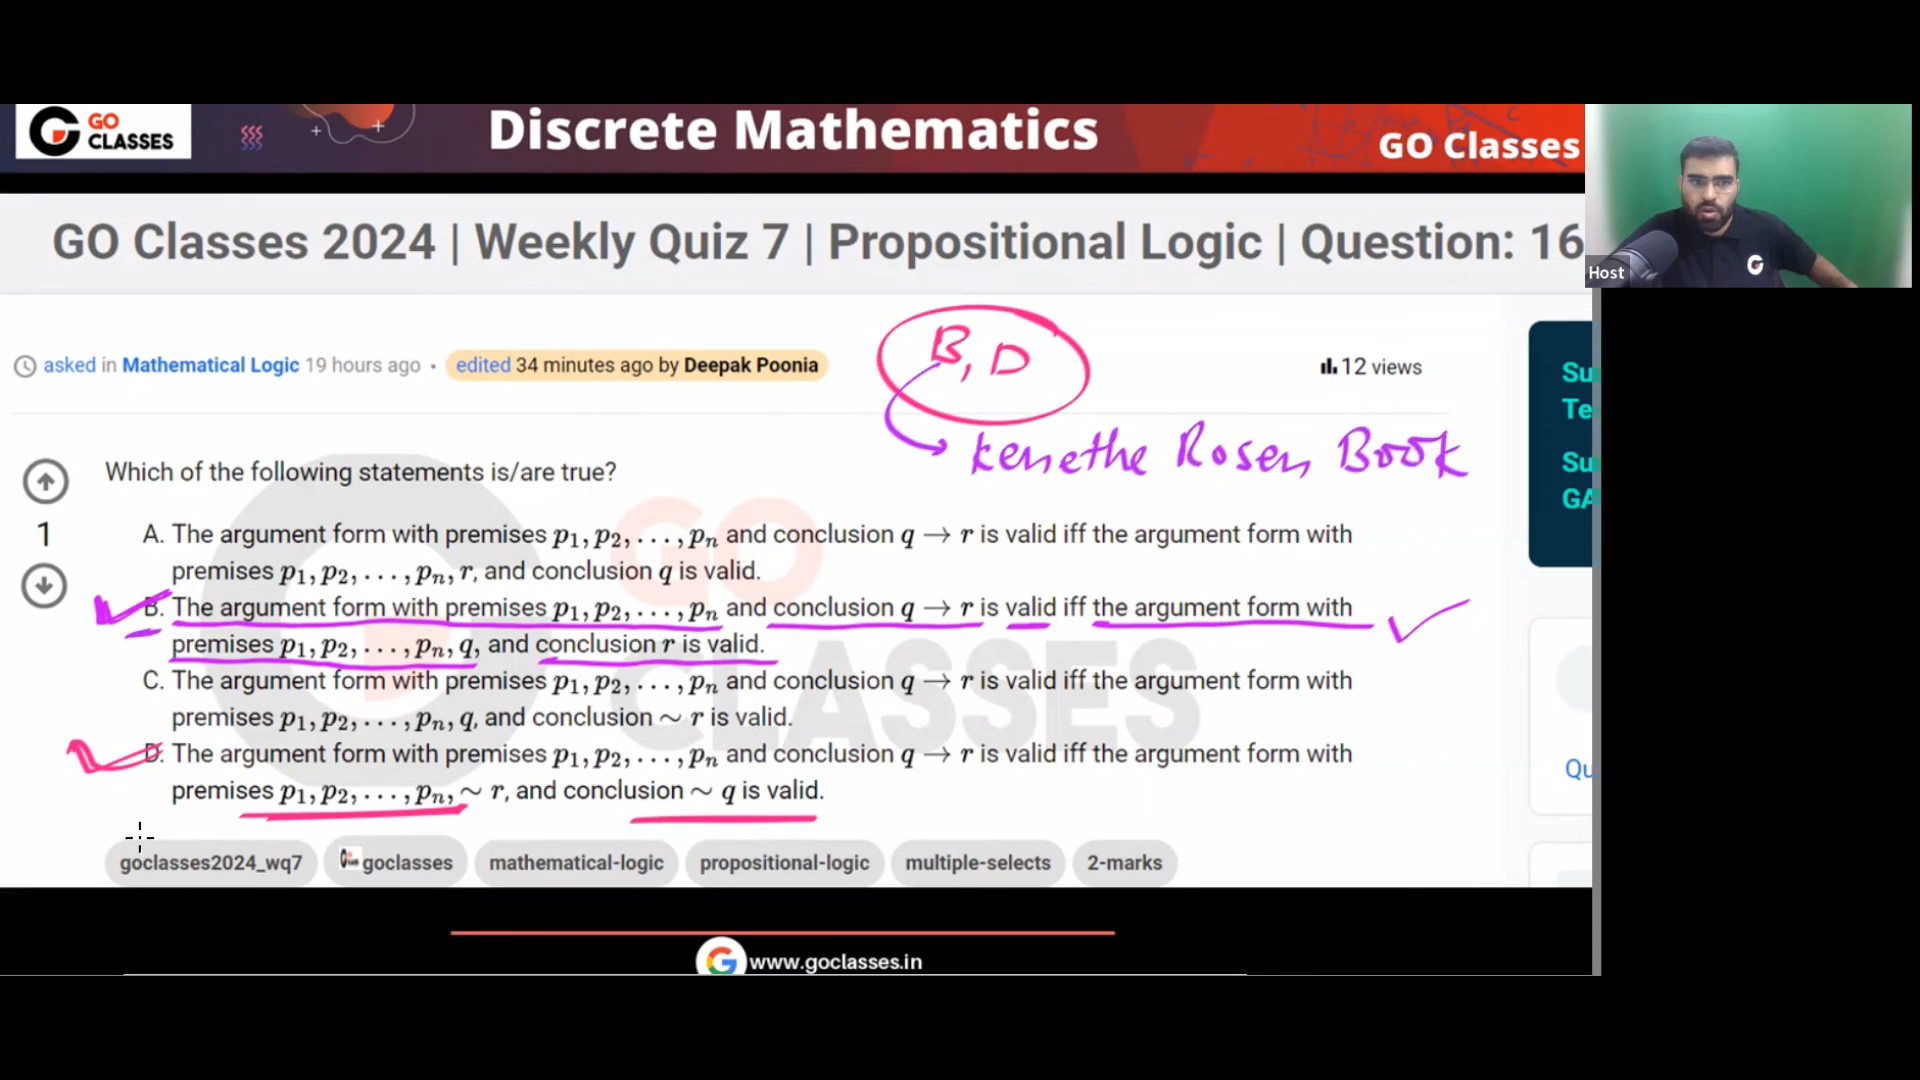 GO CLASSES
Discrete Mathematics
GO Classes
GO Classes 2024 | Weekly Quiz 7 | Propositional Logic | Question: 16
Host
asked in Mathematical Logic 19 hours ago • edited 34 minutes ago by Deepak Poonia
B, D
12 views
kenethe Rosen Book
Which of the following statements is/are true?
1
A. The argument form with premises p₁, p₂, . . . , pₙ and conclusion q → r is valid iff the argument form with
premises p₁, p₂, . . . , pₙ, r, and conclusion q is valid.
B. The argument form with premises p₁, p₂, . . . , pₙ and conclusion q → r is valid iff the argument form with
premises p₁, p₂, . . . , pₙ, q, and conclusion r is valid.
C. The argument form with premises p₁, p₂, . . . , pₙ and conclusion q → r is valid iff the argument form with
premises p₁, p₂, . . . , pₙ, q, and conclusion ∼ r is valid.
D. The argument form with premises p₁, p₂, . . . , pₙ and conclusion q → r is valid iff the argument form with
premises p₁, p₂, . . . , pₙ, ∼ r, and conclusion ∼ q is valid.
goclasses2024_wq7 goclasses mathematical-logic propositional-logic multiple-selects 2-marks
Su
Te
Su
GA
Qu
GO
CLASSES
www.goclasses.in